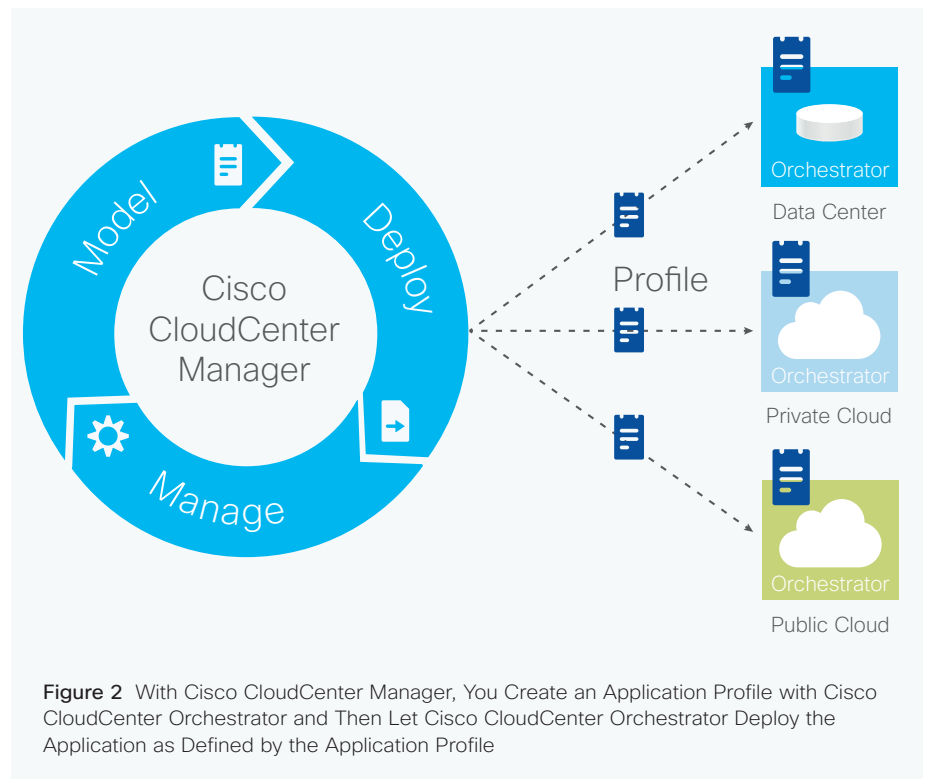 Model
Deploy
Manage
Cisco
CloudCenter
Manager
Profile
Orchestrator
Data Center
Orchestrator
Private Cloud
Orchestrator
Public Cloud
Figure 2 With Cisco CloudCenter Manager, You Create an Application Profile with Cisco
CloudCenter Orchestrator and Then Let Cisco CloudCenter Orchestrator Deploy the
Application as Defined by the Application Profile